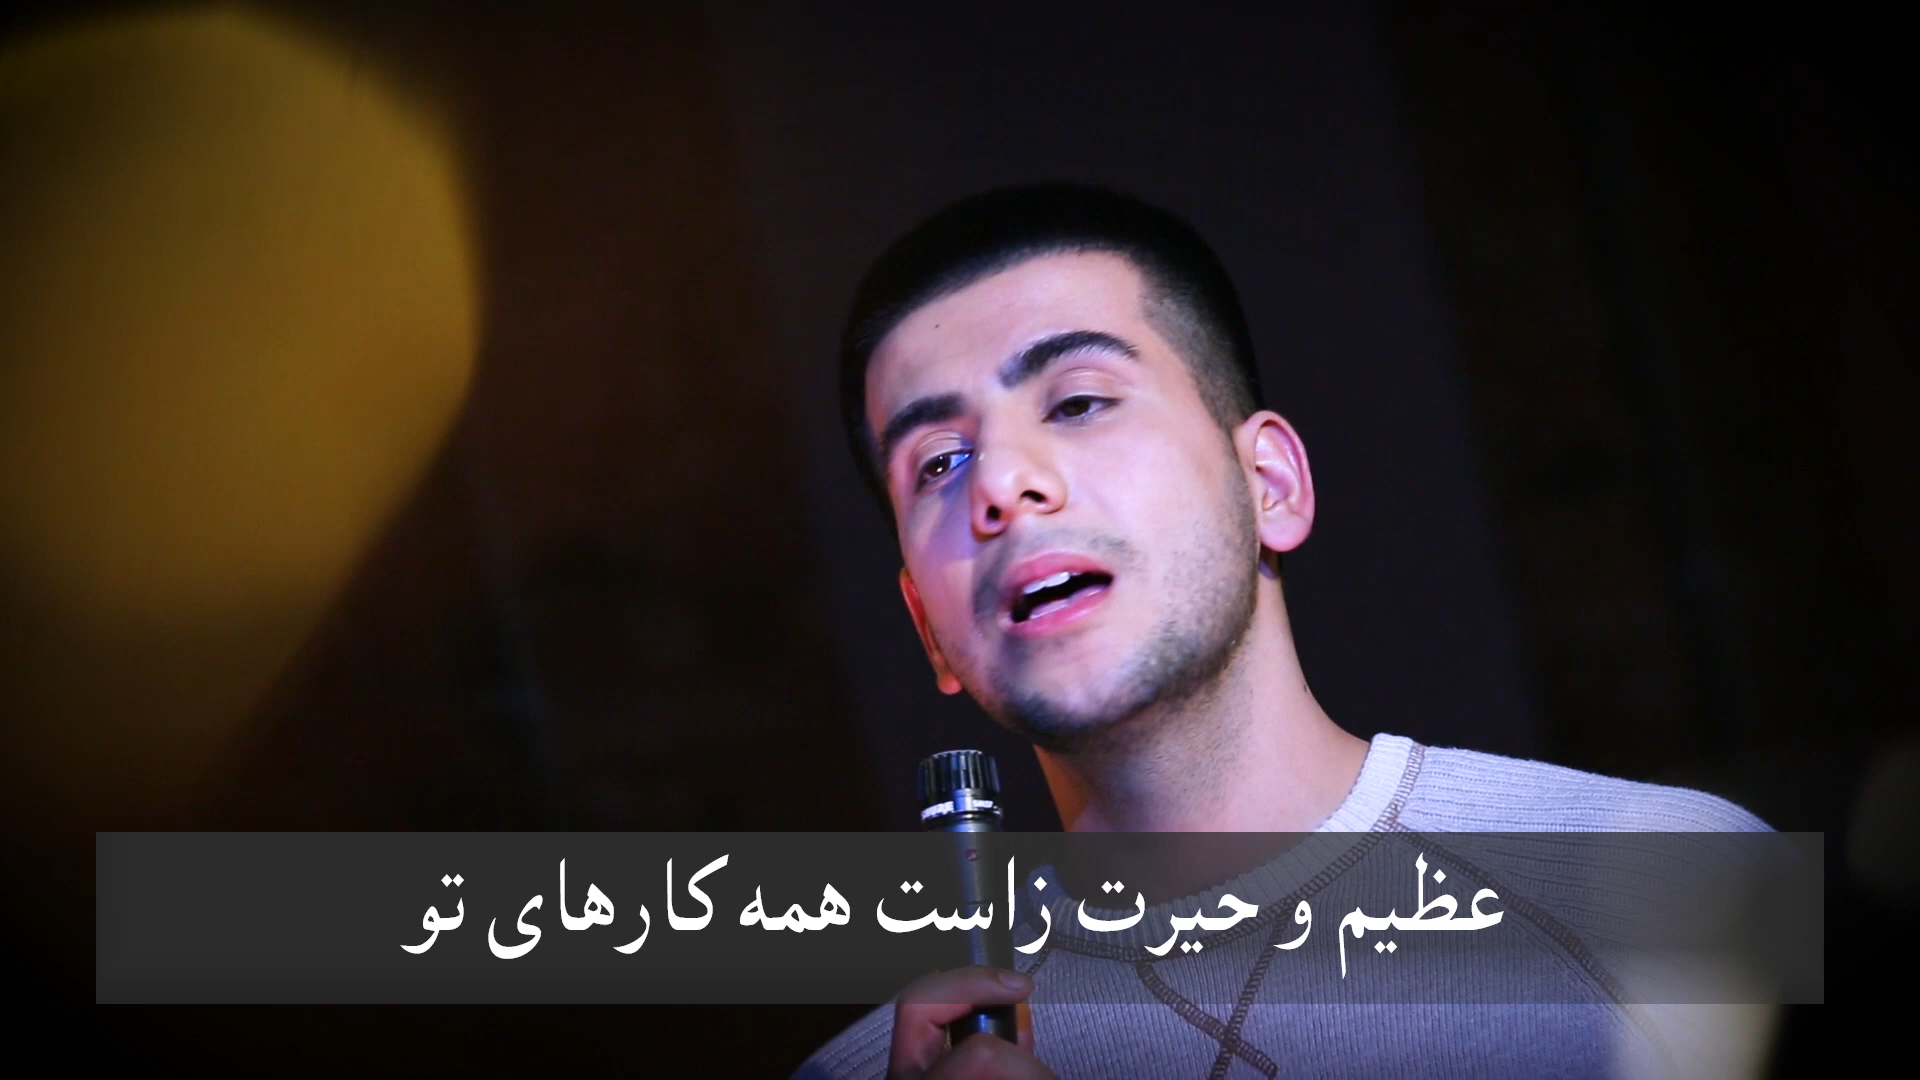 عظیم و حیرت زاست همه کارهای تو